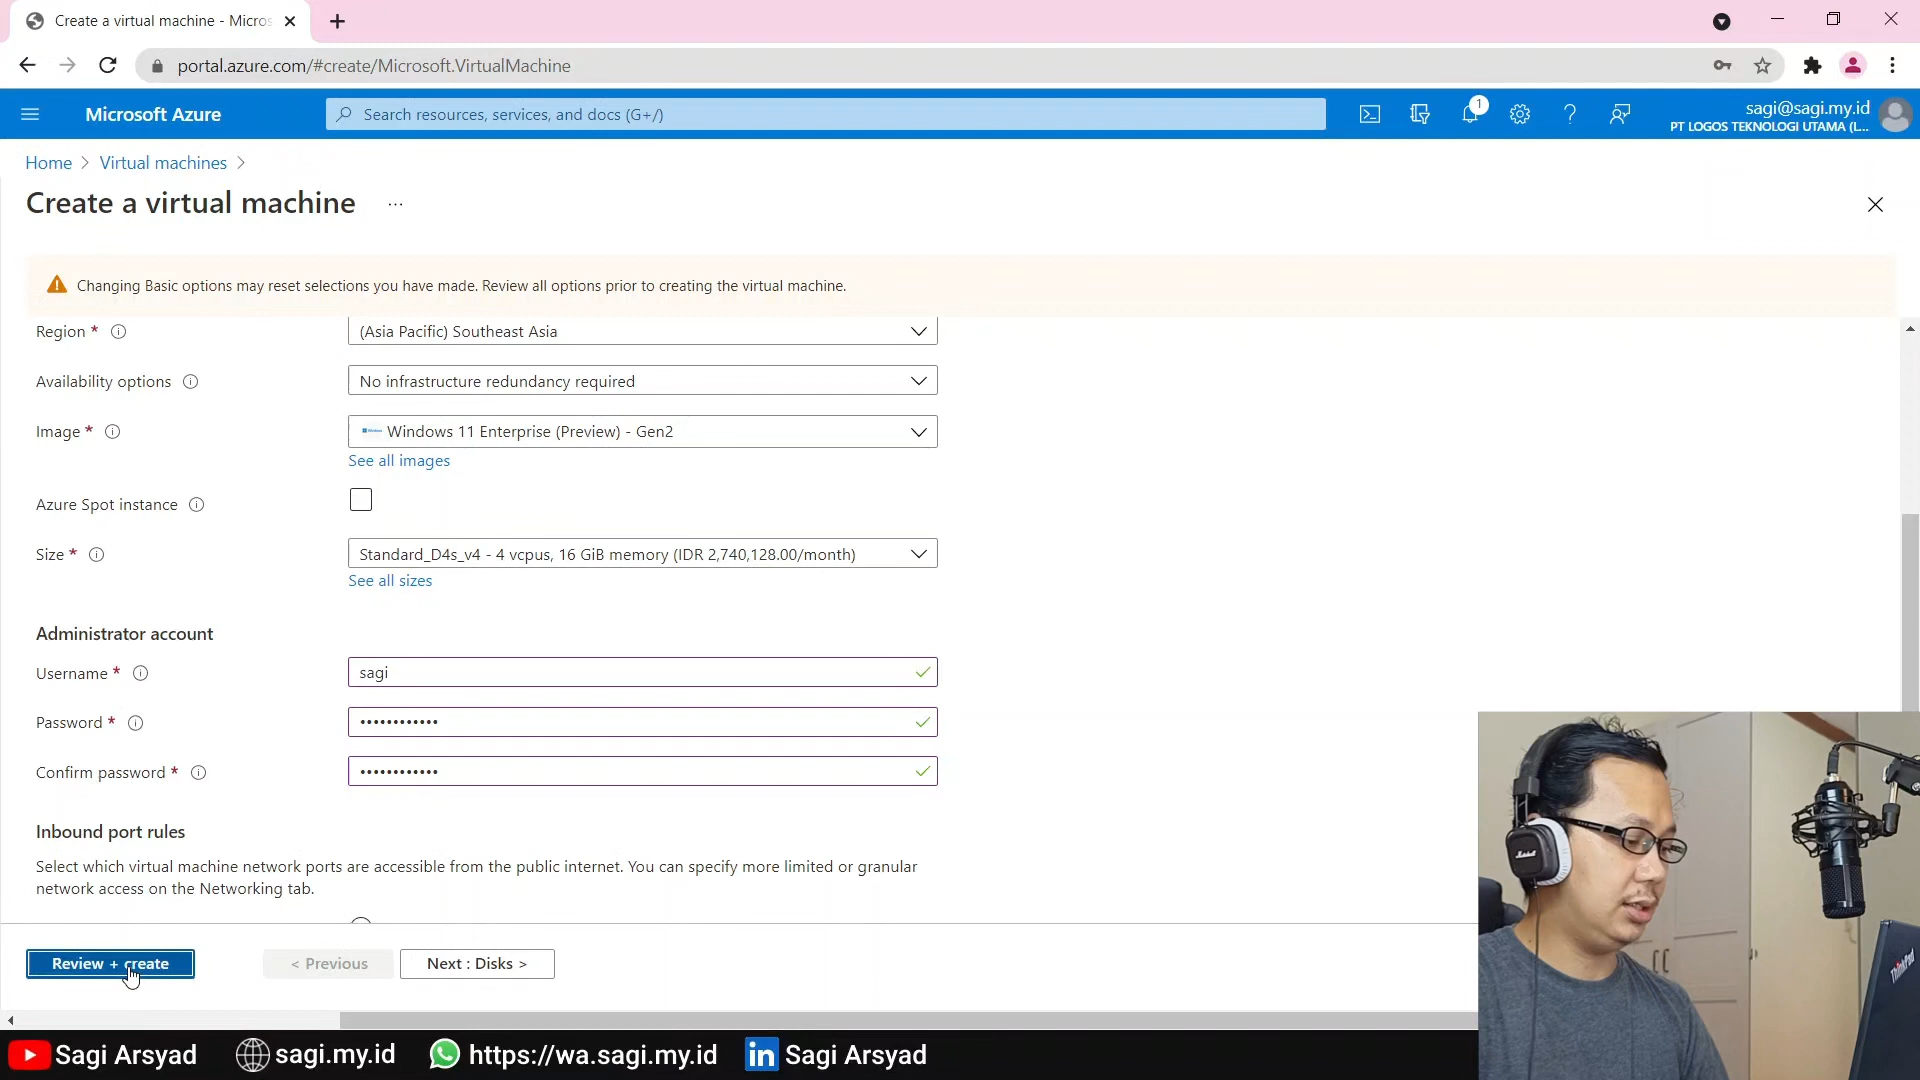 Create a virtual machine - Micros
portal.azure.com/#create/Microsoft.VirtualMachine
Microsoft Azure
Search resources, services, and docs (G+/)
1
sagi@sagi.my.id
PT LOGOS TEKNOLOGI UTAMA (L...
Home > Virtual machines >
Create a virtual machine ...
Changing Basic options may reset selections you have made. Review all options prior to creating the virtual machine.
Region * (Asia Pacific) Southeast Asia
Availability options No infrastructure redundancy required
Image * Windows 11 Enterprise (Preview) - Gen2
See all images
Azure Spot instance
Size * Standard_D4s_v4 - 4 vcpus, 16 GiB memory (IDR 2,740,128.00/month)
See all sizes
Administrator account
Username * sagi
Password * ••••••••••••
Confirm password * ••••••••••••
Inbound port rules
Select which virtual machine network ports are accessible from the public internet. You can specify more limited or granular
network access on the Networking tab.
Review + create
< Previous
Next : Disks >
Marshall
ThinkPad
Sagi Arsyad
sagi.my.id
https://wa.sagi.my.id
in Sagi Arsyad